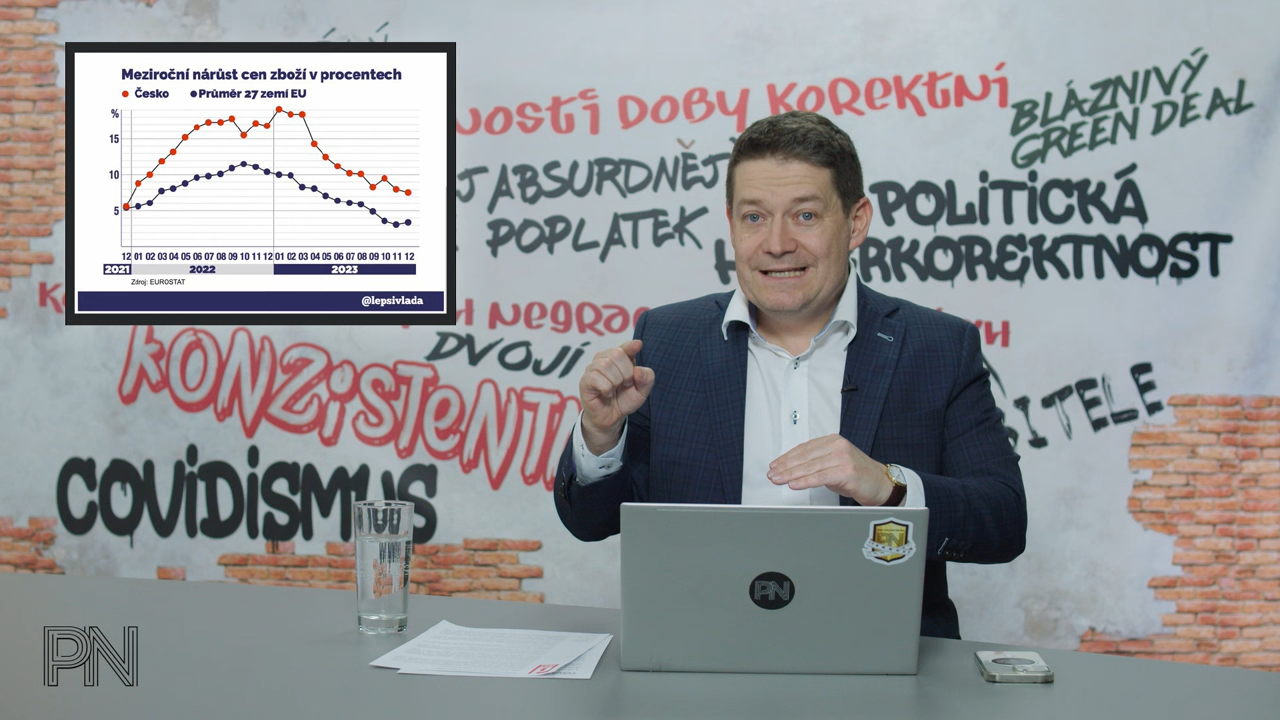 Meziroční nárůst cen zboží v procentech
Česko
Průměr 27 zemí EU
%
15
10
5
12 01 02 03 04 05 06 07 08 09 10 11 12 01 02 03 04 05 06 07 08 09 10 11 12
2021 2022 2023
Zdroj: EUROSTAT
@lepsivlada
DOBY KOREKTNÍ
BLÁZNIVÝ
GREEN DEAL
ABSURDNĚJ
POPLATEK
POLITICKÁ
RKOREKTNOST
NEGRA
DVOJÍ
KONZISTENTN
ITELE
COVIDISMUS
PN
PN